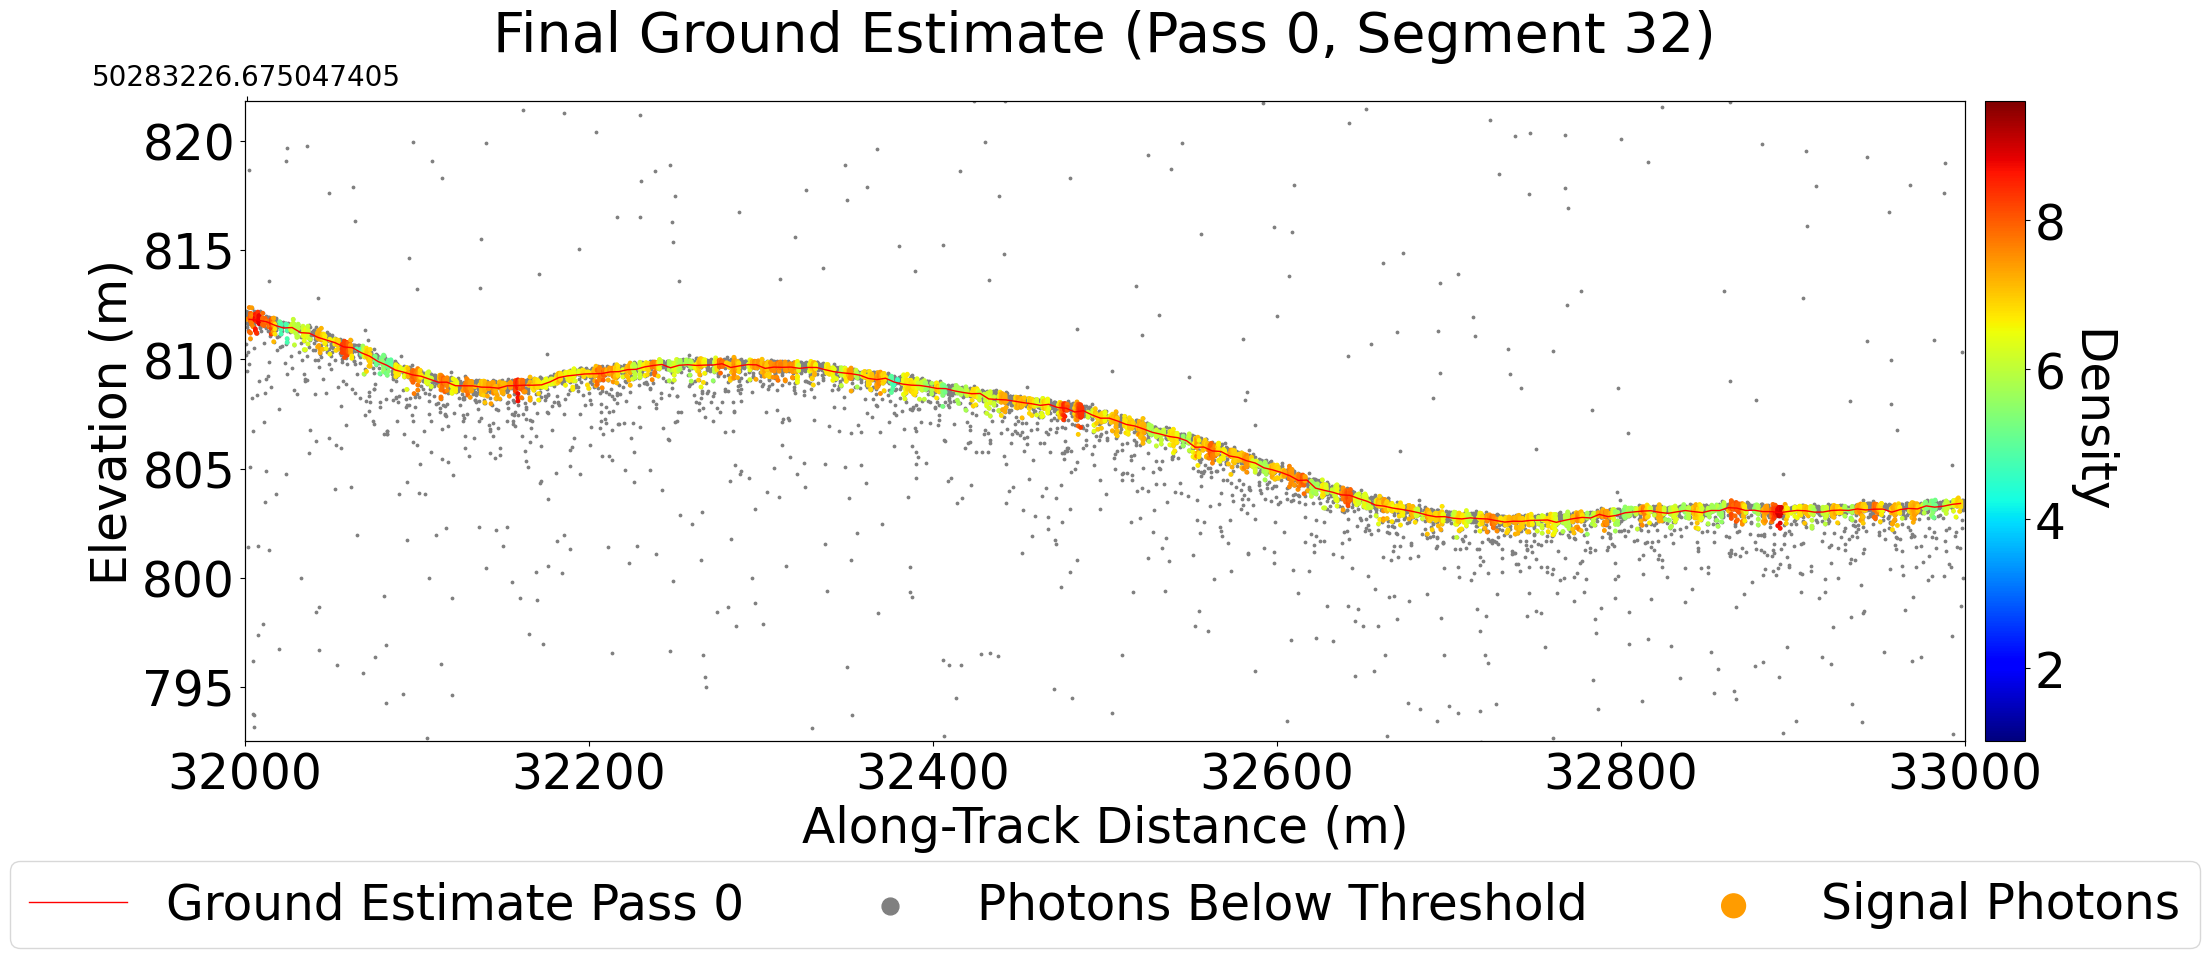 Final Ground Estimate (Pass 0, Segment 32)
50283226.675047405
820
815
810
805
800
795
Elevation (m)
32000 32200 32400 32600 32800 33000
Along-Track Distance (m)
8
6
4
2
Density
Ground Estimate Pass 0 Photons Below Threshold Signal Photons